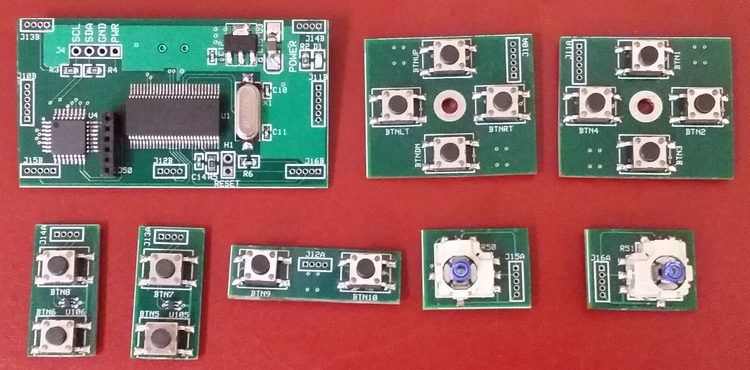 J13B
J4
SCL
SDA
GND
PWR
J14B
R2 D1
POWER
R3
R4
J10B
J11B
C10
X1
C11
U4
U1
J50
J15B
J12B
C14
R5
H1
RESET
R6
J16B
BTNUP
J10A
BTNLT
BTNRT
BTNDN
J11A
BTN1
BTN4
BTN2
BTN3
J14A
BTN8
BTN6
U106
J13A
BTN7
BTN5
U105
J12A
BTN9
BTN10
R50
J15A
R51
J16A